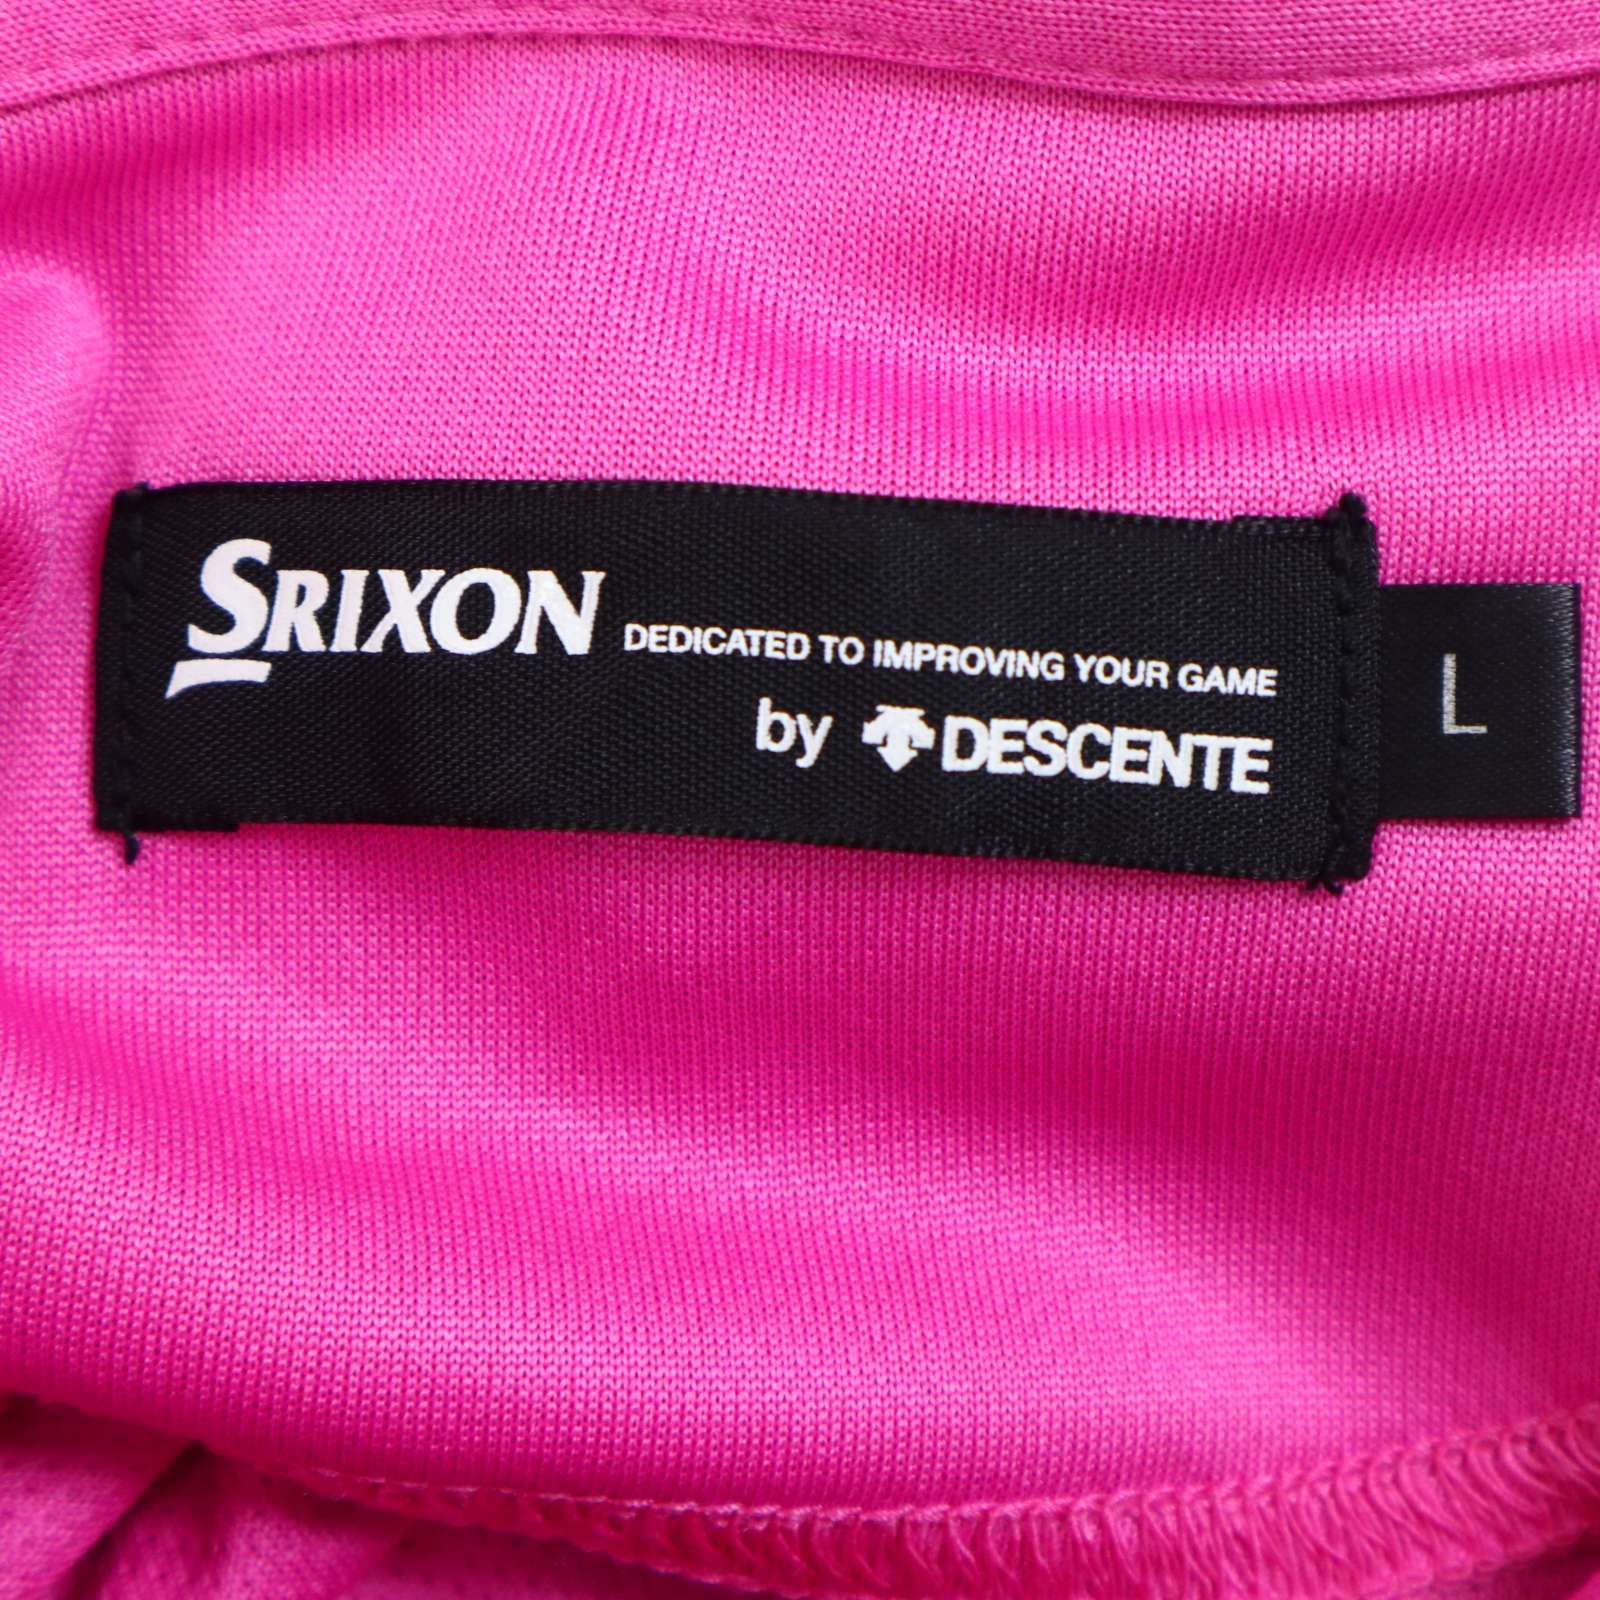 SRIXON DEDICATED TO IMPROVING YOUR GAME
by DESCENTE
L